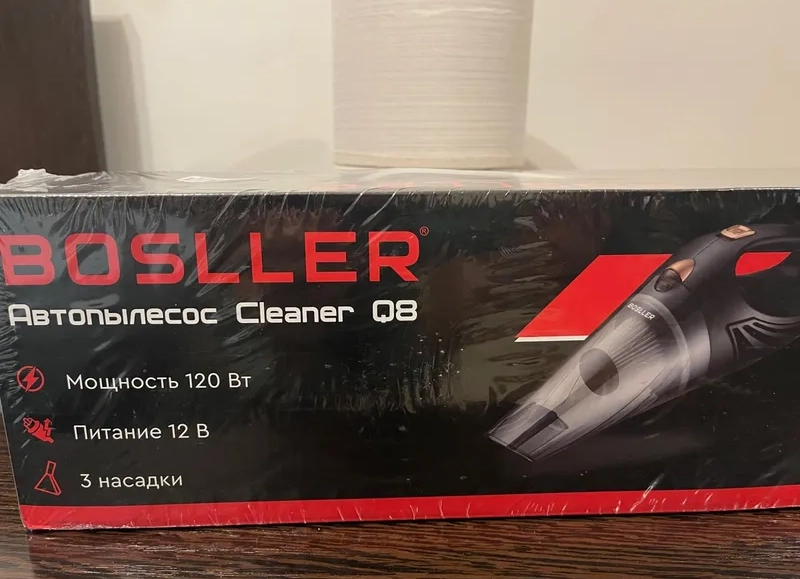 BOSLLER®
Автопылесос Cleaner Q8
Мощность 120 Вт
Питание 12 В
3 насадки
BOSLLER